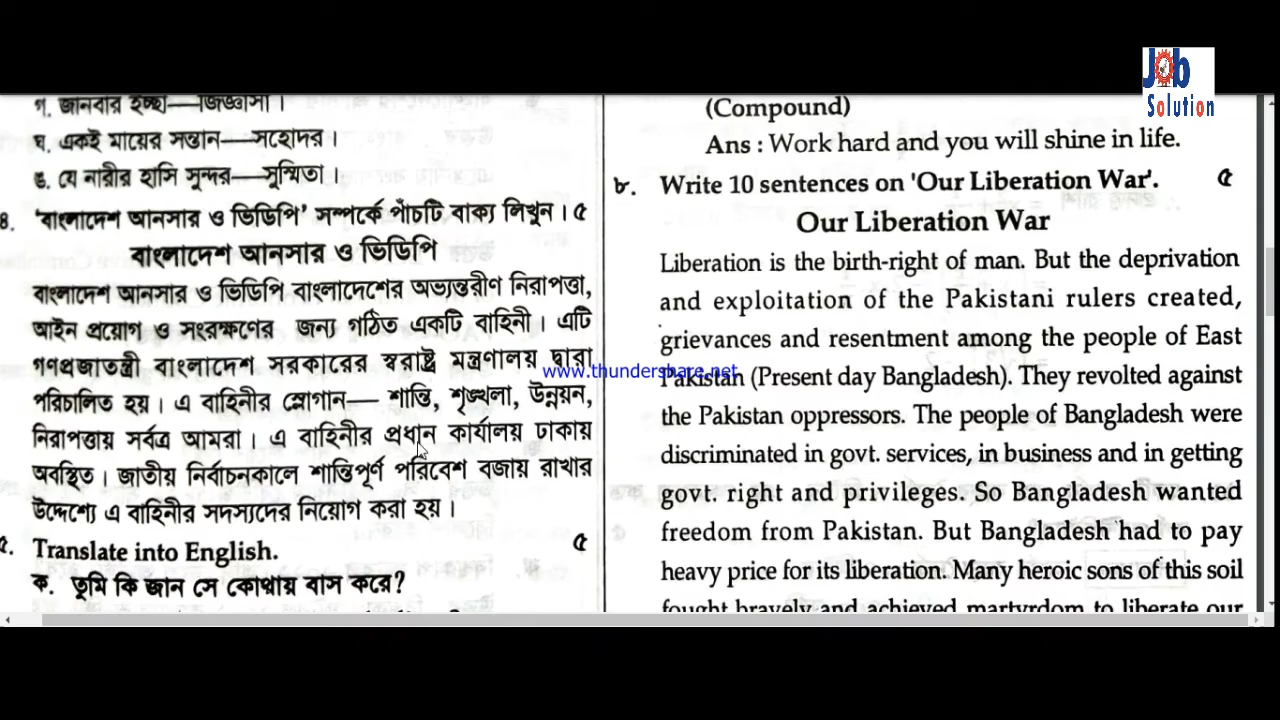 গ. জানবার ইচ্ছা—জিজ্ঞাসা।
ঘ. একই মায়ের সন্তান—সহোদর।
ঙ. যে নারীর হাসি সুন্দর—সুস্মিতা।
৪. 'বাংলাদেশ আনসার ও ভিডিপি' সম্পর্কে পাঁচটি বাক্য লিখুন। ৫
বাংলাদেশ আনসার ও ভিডিপি
বাংলাদেশ আনসার ও ভিডিপি বাংলাদেশের অভ্যন্তরীণ নিরাপত্তা,
আইন প্রয়োগ ও সংরক্ষণের জন্য গঠিত একটি বাহিনী। এটি
গণপ্রজাতন্ত্রী বাংলাদেশ সরকারের স্বরাষ্ট্র মন্ত্রণালয় দ্বারা
পরিচালিত হয়। এ বাহিনীর স্লোগান— শান্তি, শৃঙ্খলা, উন্নয়ন,
নিরাপত্তায় সর্বত্র আমরা। এ বাহিনীর প্রধান কার্যালয় ঢাকায়
অবস্থিত। জাতীয় নির্বাচনকালে শান্তিপূর্ণ পরিবেশ বজায় রাখার
উদ্দেশ্যে এ বাহিনীর সদস্যদের নিয়োগ করা হয়।
৫. Translate into English. ৫
ক. তুমি কি জান সে কোথায় বাস করে?
(Compound)
Ans : Work hard and you will shine in life.
৮. Write 10 sentences on 'Our Liberation War'. ৫
Our Liberation War
Liberation is the birth-right of man. But the deprivation
and exploitation of the Pakistani rulers created,
grievances and resentment among the people of East
Pakistan (Present day Bangladesh). They revolted against
the Pakistan oppressors. The people of Bangladesh were
discriminated in govt. services, in business and in getting
govt. right and privileges. So Bangladesh wanted
freedom from Pakistan. But Bangladesh had to pay
heavy price for its liberation. Many heroic sons of this soil
fought bravely and achieved martyrdom to liberate our
www.thundershare.net
Job
Solution